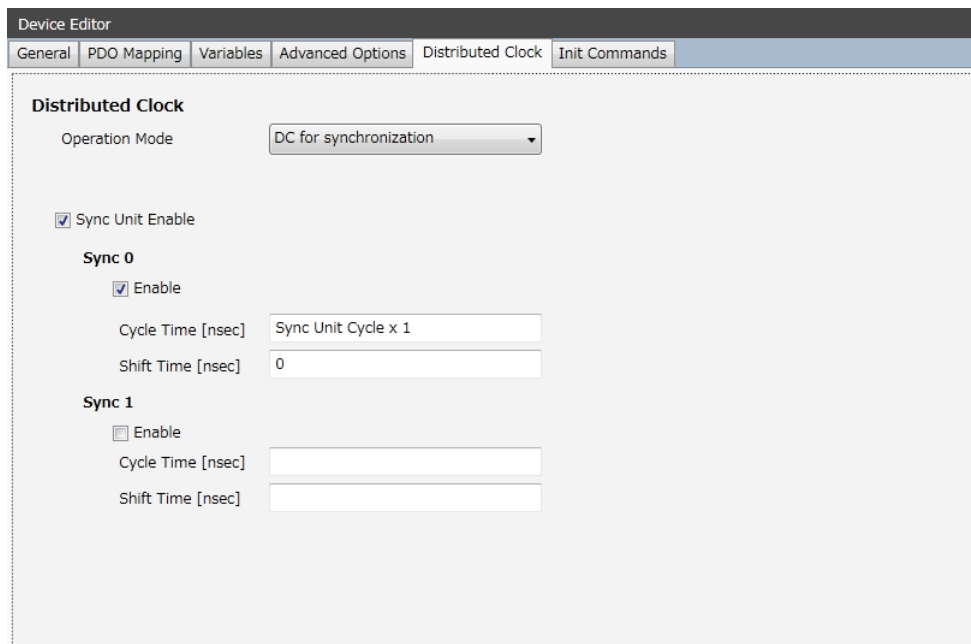 Device Editor
General PDO Mapping Variables Advanced Options Distributed Clock Init Commands
Distributed Clock
Operation Mode DC for synchronization
Sync Unit Enable
Sync 0
Enable
Cycle Time [nsec] Sync Unit Cycle x 1
Shift Time [nsec] 0
Sync 1
Enable
Cycle Time [nsec]
Shift Time [nsec]